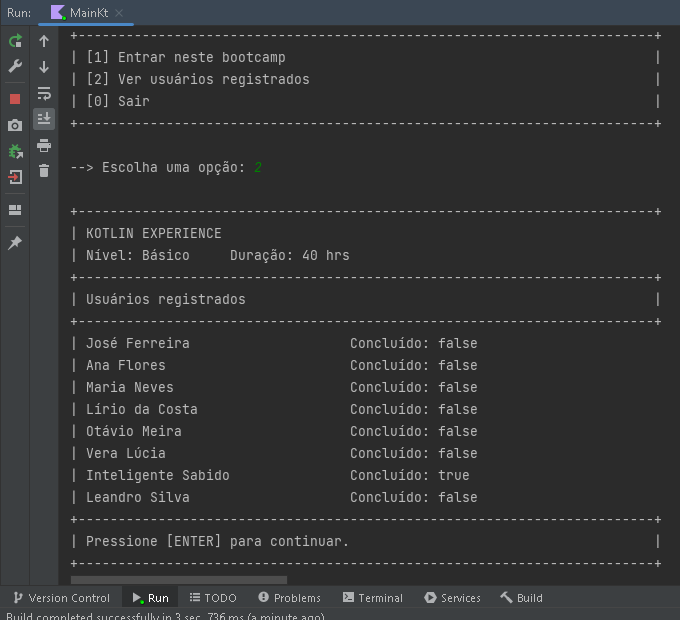 Run: MainKt
+------------------------------------------------------------------------+
| [1] Entrar neste bootcamp |
| [2] Ver usuários registrados |
| [0] Sair |
+------------------------------------------------------------------------+
--> Escolha uma opção: 2
+------------------------------------------------------------------------+
| KOTLIN EXPERIENCE
| Nível: Básico Duração: 40 hrs
+------------------------------------------------------------------------+
| Usuários registrados |
+------------------------------------------------------------------------+
| José Ferreira Concluído: false
| Ana Flores Concluído: false
| Maria Neves Concluído: false
| Lírio da Costa Concluído: false
| Otávio Meira Concluído: false
| Vera Lúcia Concluído: false
| Inteligente Sabido Concluído: true
| Leandro Silva Concluído: false
+------------------------------------------------------------------------+
| Pressione [ENTER] para continuar. |
+------------------------------------------------------------------------+
Version Control Run TODO Problems Terminal Services Build
Build completed successfully in 3 sec, 736 ms (a minute ago)